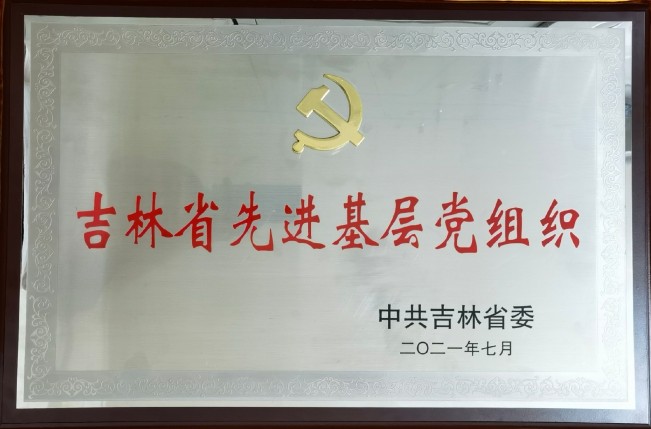 吉林省先进基层党组织
中共吉林省委
二〇二一年七月